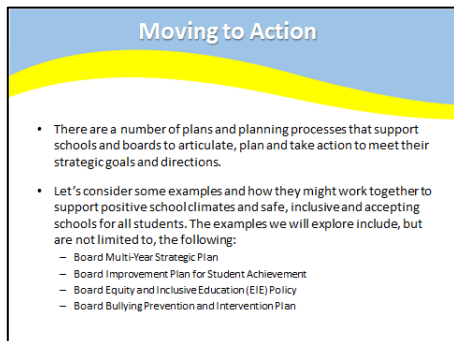 Moving to Action
• There are a number of plans and planning processes that support
schools and boards to articulate, plan and take action to meet their
strategic goals and directions.
• Let's consider some examples and how they might work together to
support positive school climates and safe, inclusive and accepting
schools for all students. The examples we will explore include, but
are not limited to, the following:
– Board Multi-Year Strategic Plan
– Board Improvement Plan for Student Achievement
– Board Equity and Inclusive Education (EIE) Policy
– Board Bullying Prevention and Intervention Plan